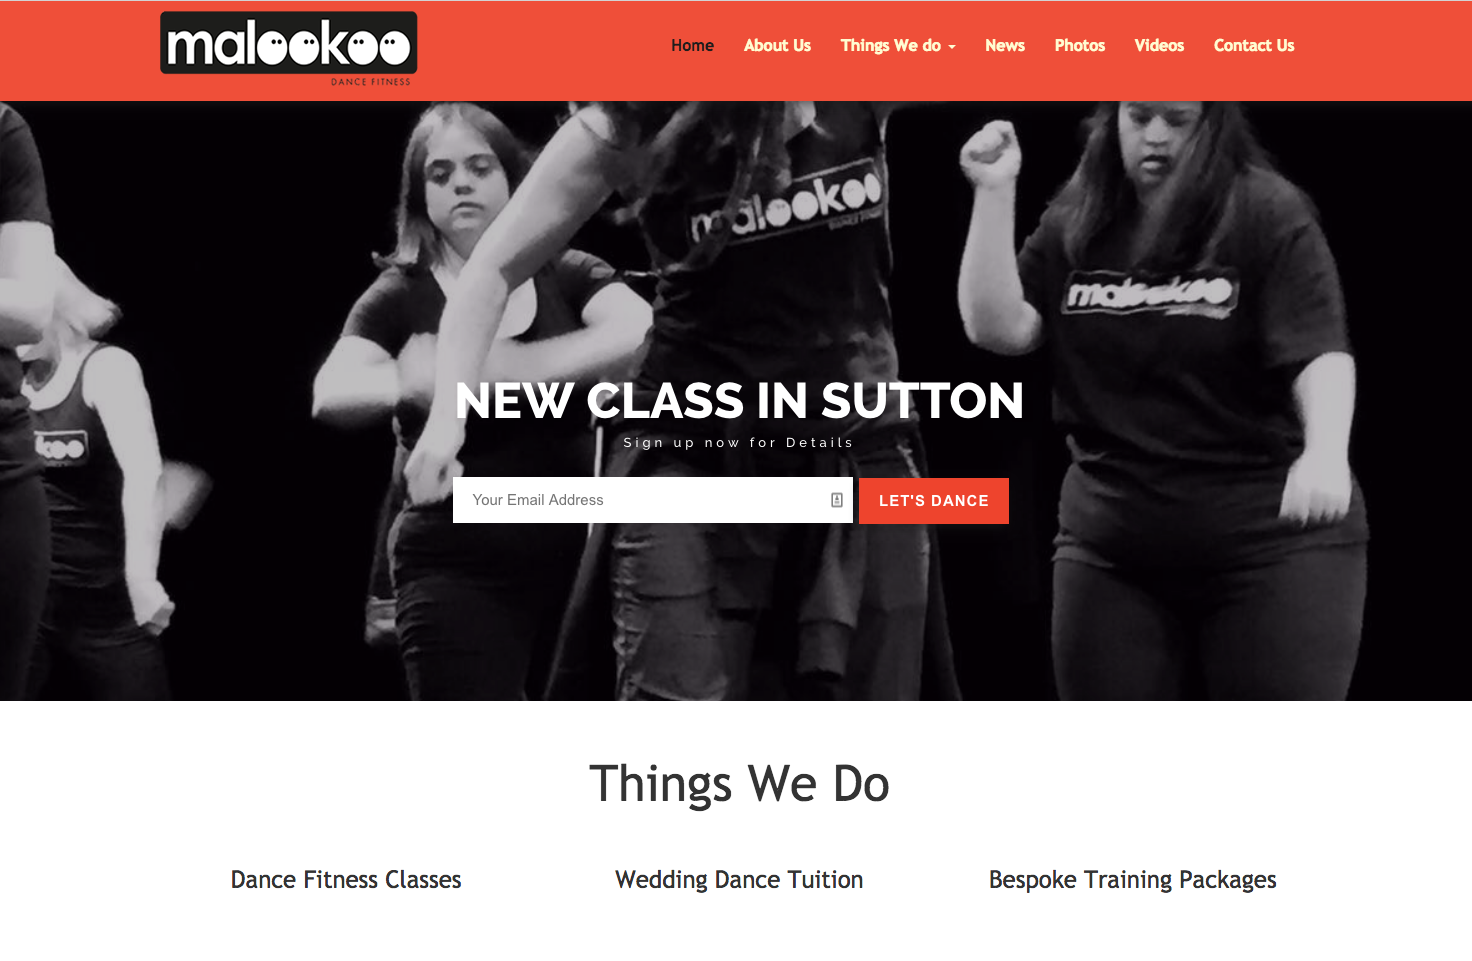 malookoo
DANCE FITNESS
Home About Us Things We do News Photos Videos Contact Us
malookoo
malookoo
koo
NEW CLASS IN SUTTON
Sign up now for Details
Your Email Address
LET'S DANCE
Things We Do
Dance Fitness Classes
Wedding Dance Tuition
Bespoke Training Packages